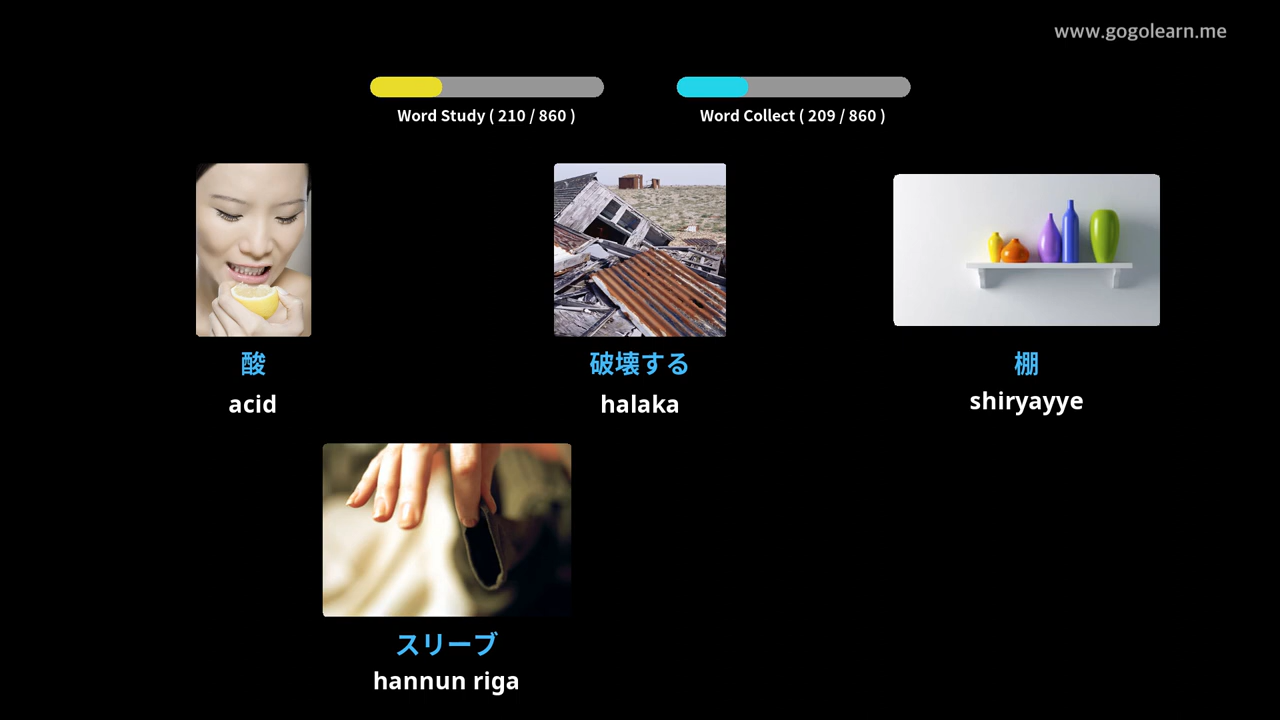 www.gogolearn.me
Word Study ( 210 / 860 )
Word Collect ( 209 / 860 )
酸
acid
破壊する
halaka
棚
shiryayye
スリーブ
hannun riga